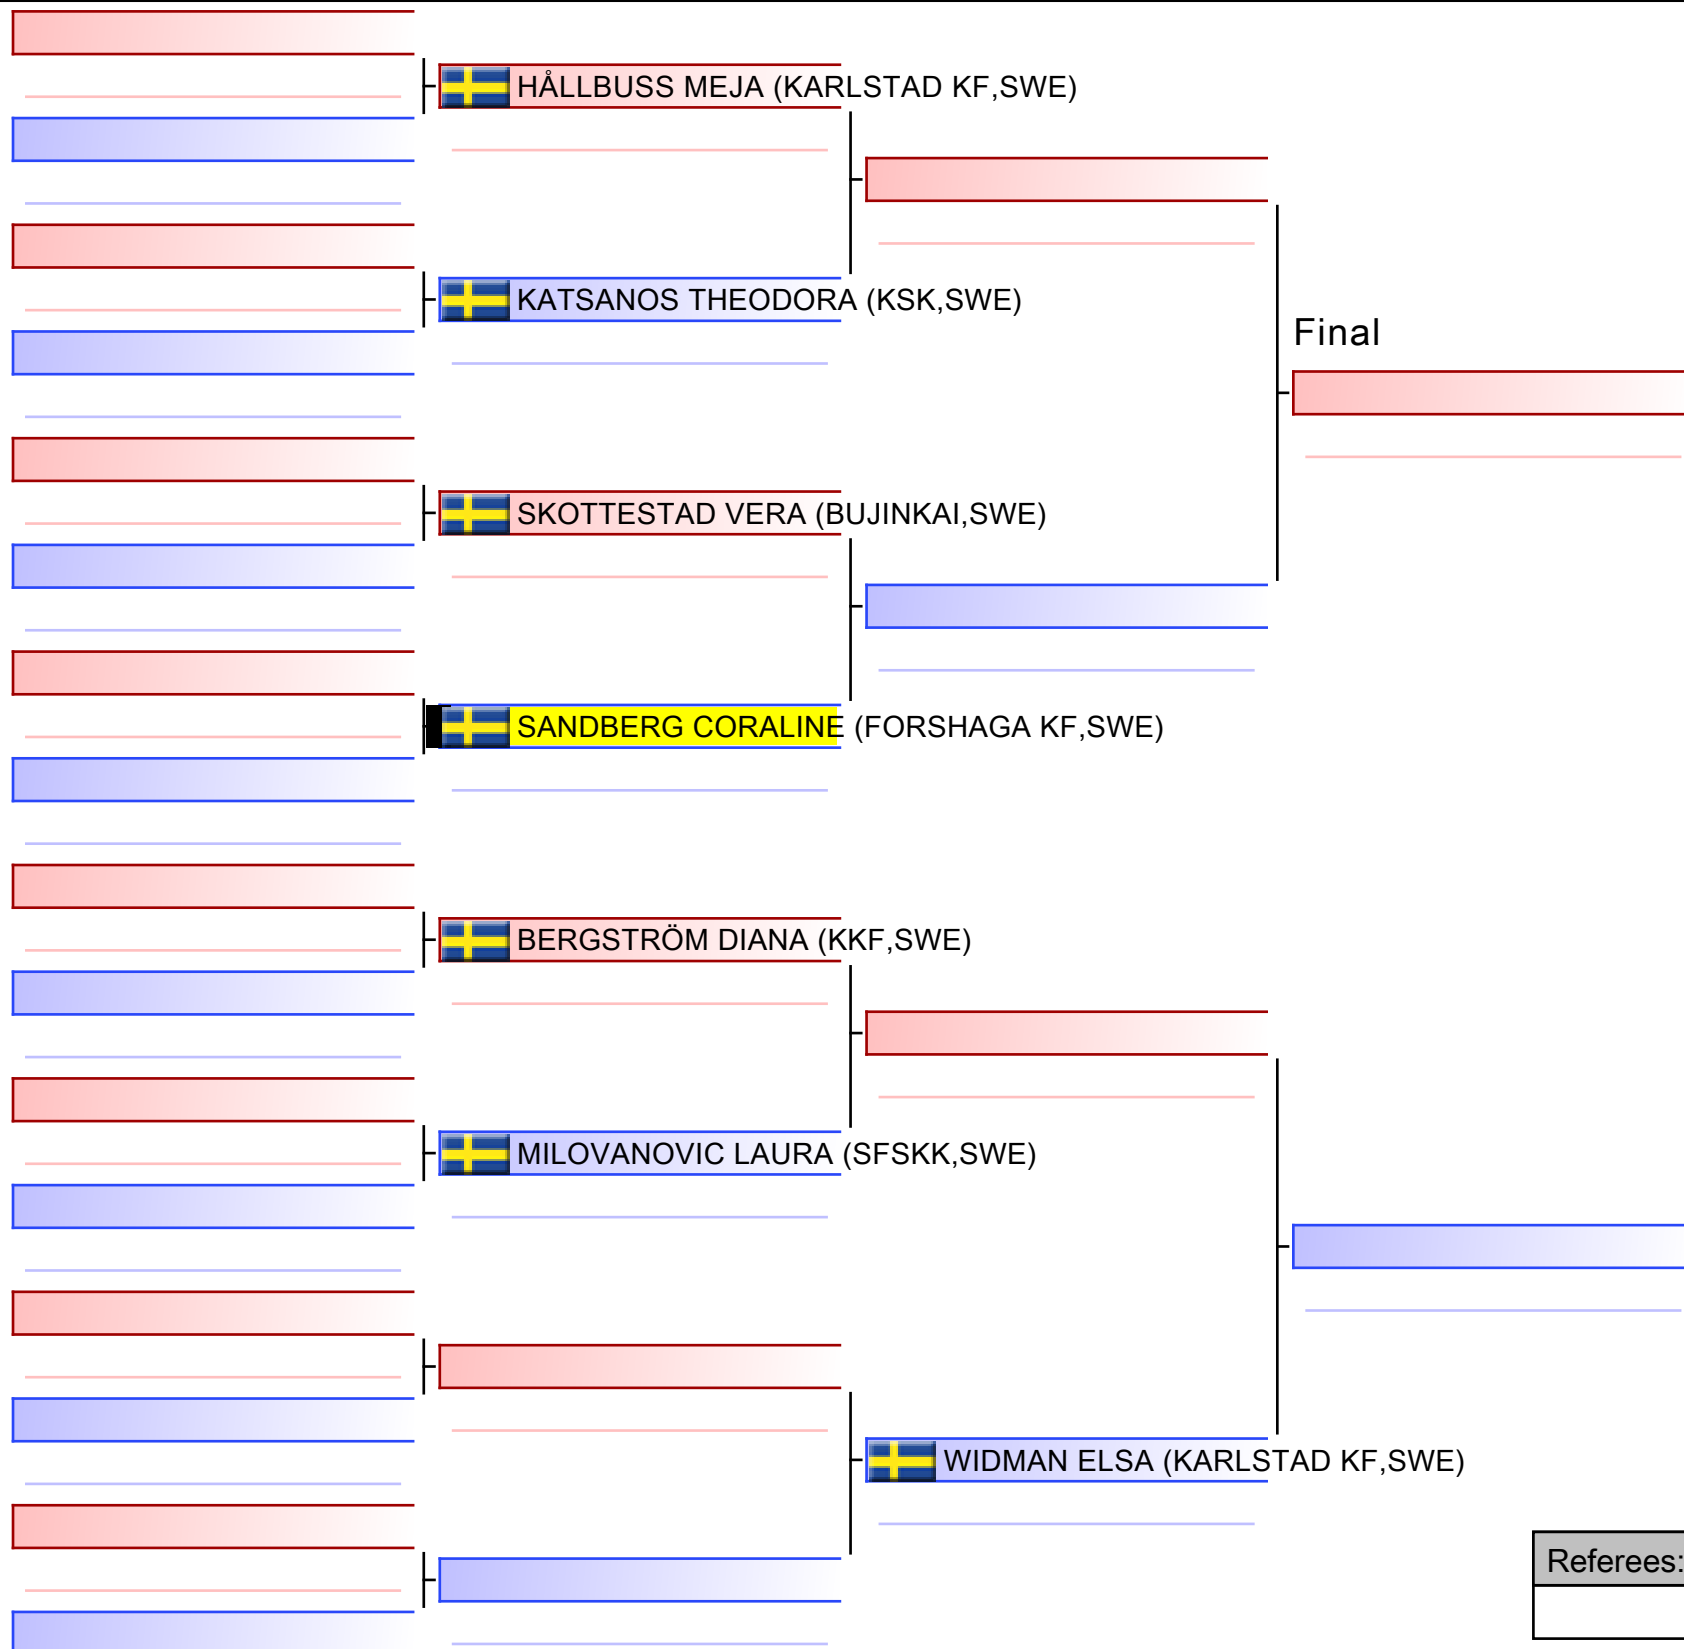 HÅLLBUSS MEJA (KARLSTAD KF,SWE)
KATSANOS THEODORA (KSK,SWE)
Final
SKOTTESTAD VERA (BUJINKAI,SWE)
SANDBERG CORALINE (FORSHAGA KF,SWE)
BERGSTRÖM DIANA (KKF,SWE)
MILOVANOVIC LAURA (SFSKK,SWE)
WIDMAN ELSA (KARLSTAD KF,SWE)
Referees: